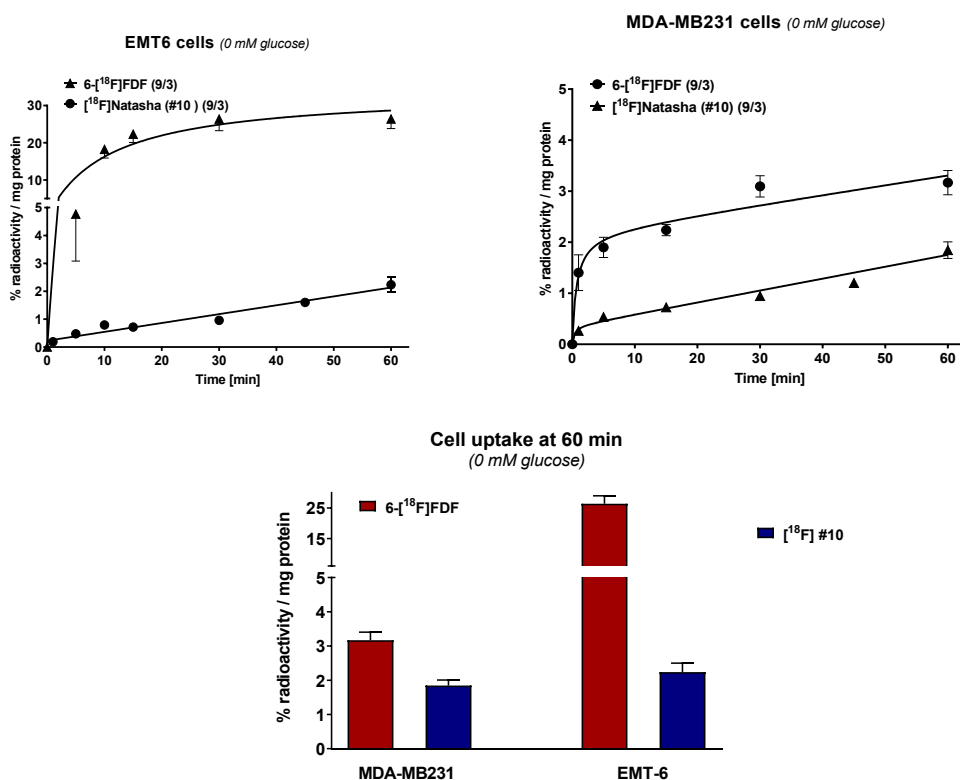 EMT6 cells (0 mM glucose)
6-[18F]FDF (9/3)
[18F]Natasha (#10 ) (9/3)
% radioactivity / mg protein
30
20
10
5
4
3
2
1
0
0 10 20 30 40 50 60
Time [min]
MDA-MB231 cells (0 mM glucose)
6-[18F]FDF (9/3)
[18F]Natasha (#10) (9/3)
% radioactivity / mg protein
5
4
3
2
1
0
0 10 20 30 40 50 60
Time [min]
Cell uptake at 60 min
(0 mM glucose)
6-[18F]FDF
[18F] #10
% radioactivity / mg protein
25
15
5
4
3
2
1
0
MDA-MB231 EMT-6